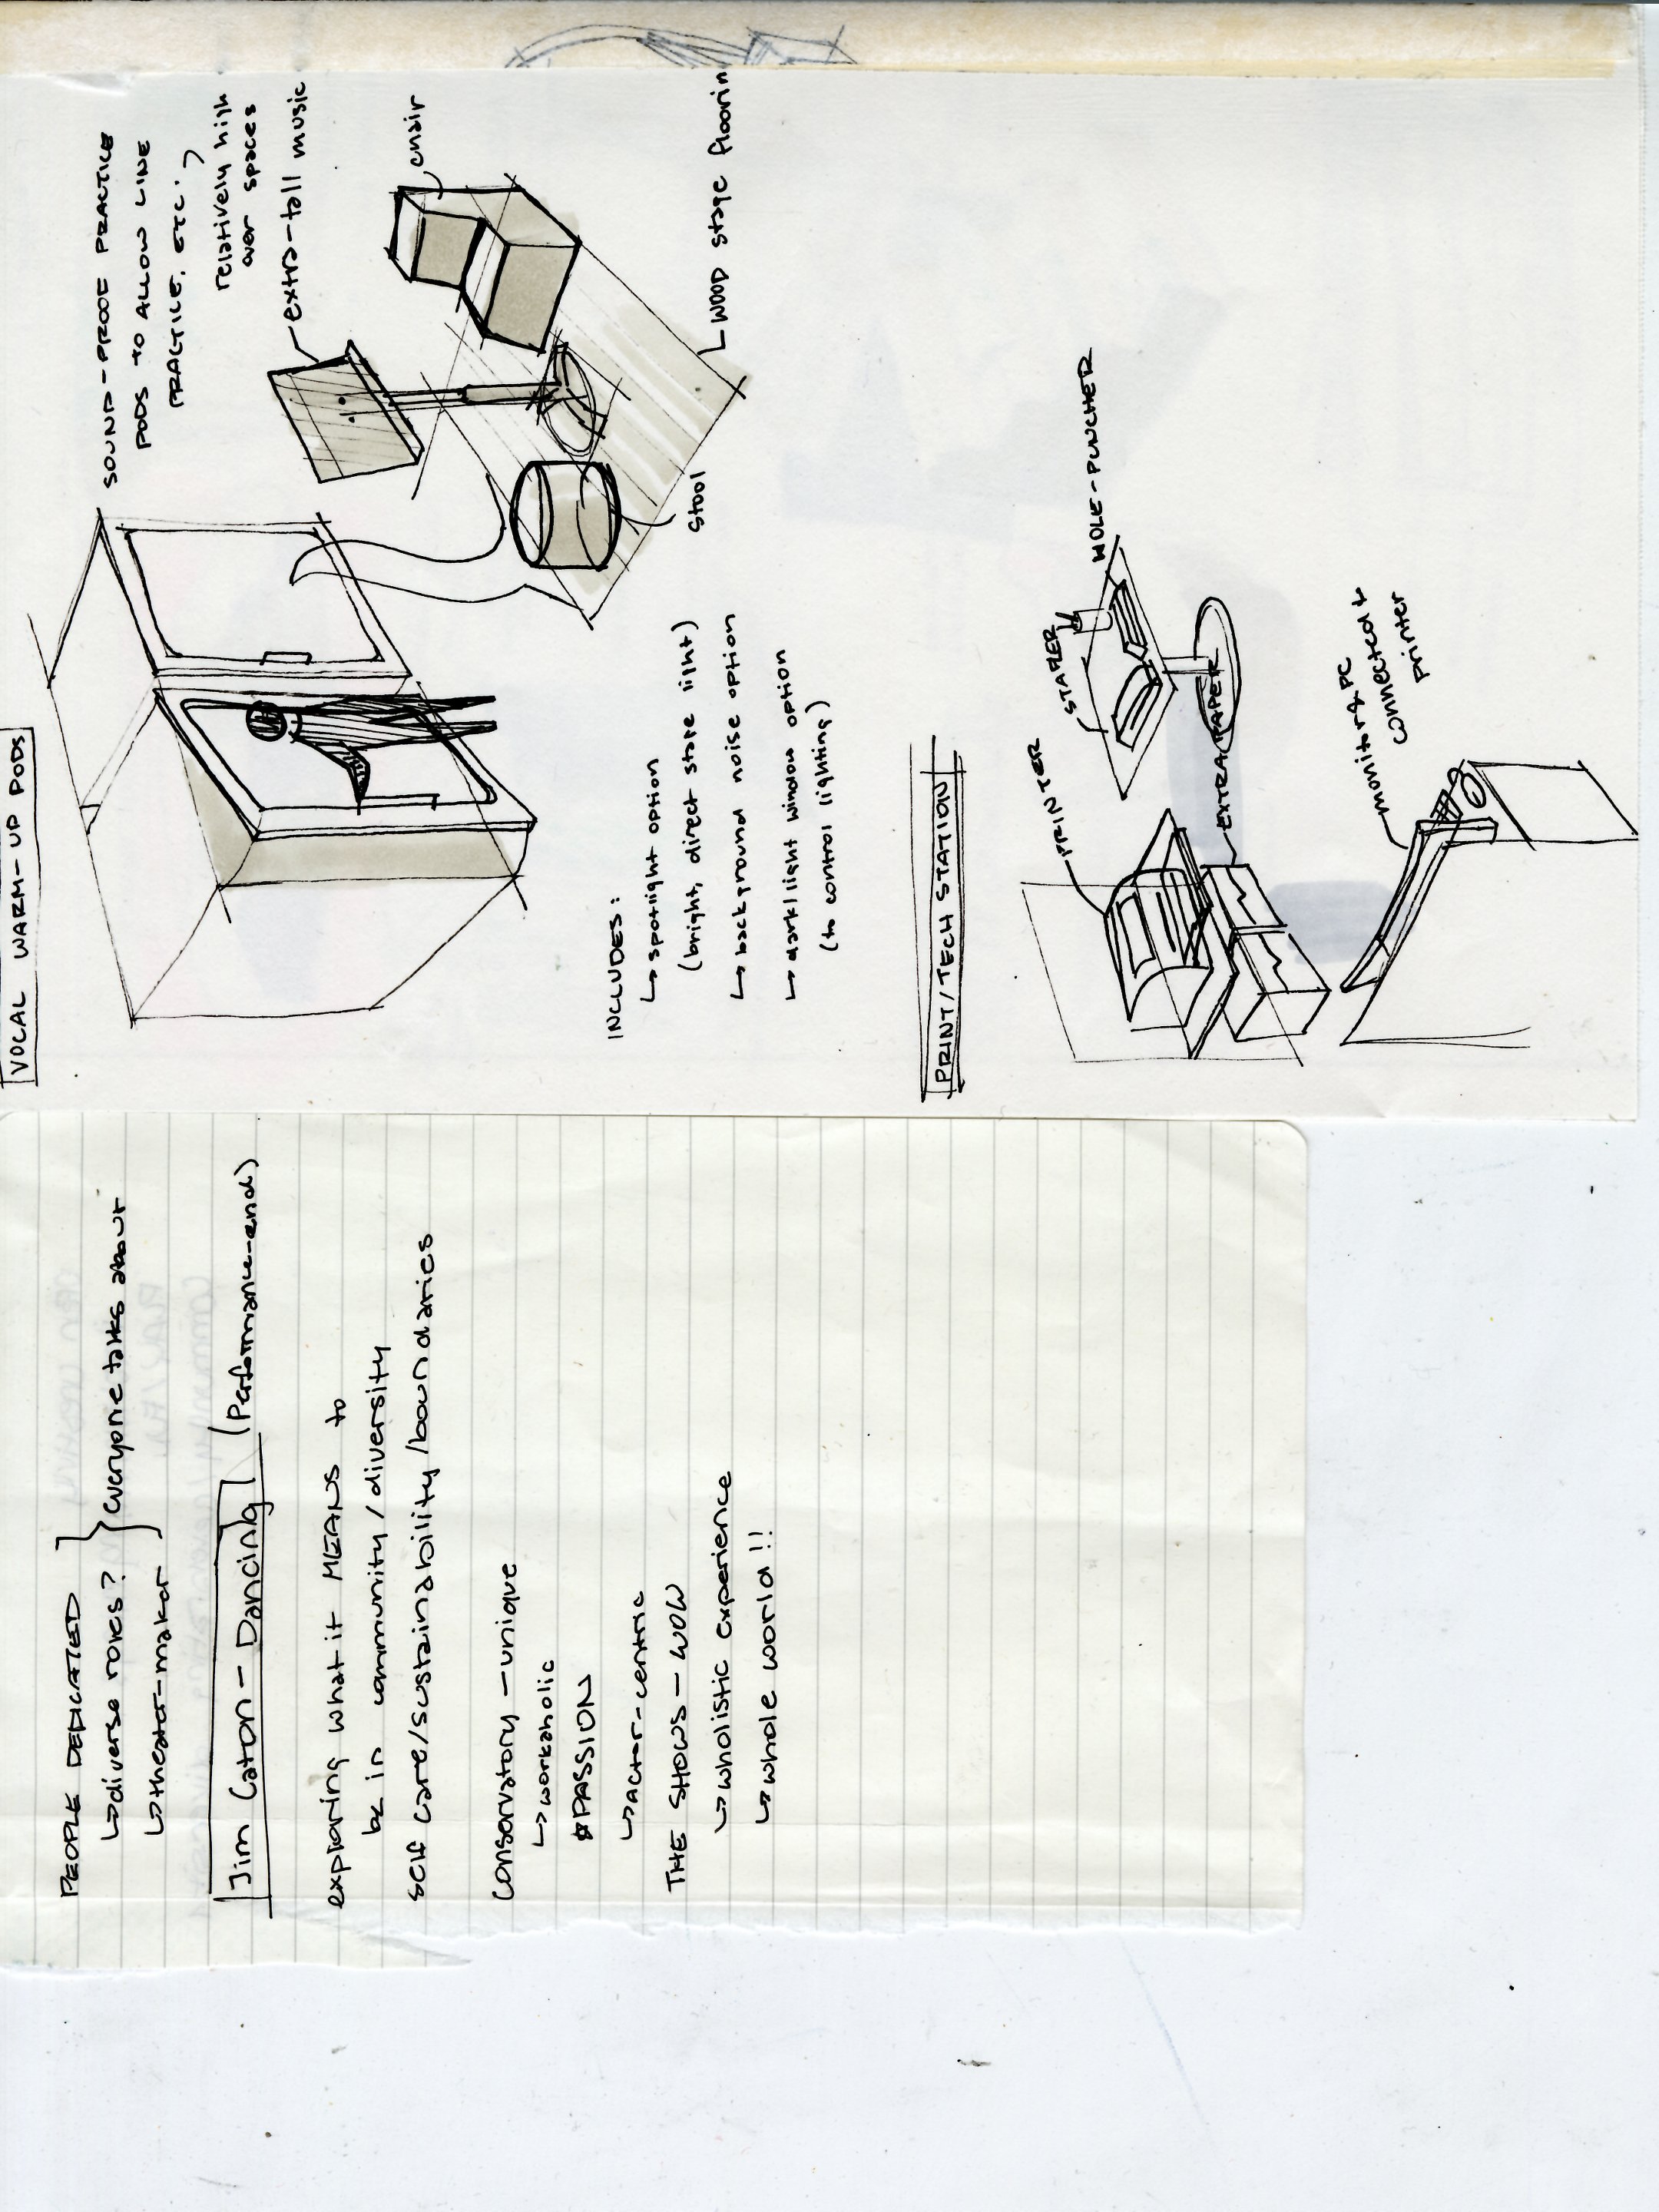 PEOPLE DEDICATED
↳diverse roles?
↳theater-maker
everyone talks about
Jim Caton - Dancing (Performance-end)
exploring what it MEANS to
be in community/diversity
self care/sustainability/boundaries
conservatory - unique
↳workaholic
PASSION
↳actor-centric
THE SHOWS - WOW
↳wholistic experience
↳whole world!!
VOCAL WARM-UP PODS
SOUND-PROOF PRACTICE
PODS TO ALLOW LINE
PRACTICE, ETC.
relatively high
over spaces
extra-tall music
chair
stool
WOOD stage floorin
INCLUDES:
↳spotlight option
(bright, direct stage light)
↳background noise option
↳dark/light window option
(to control lighting)
PRINT/TECH STATION
PRINTER
STAPLER
HOLE-PUNCHER
EXTRA PAPER
monitor & PC
connected to
printer